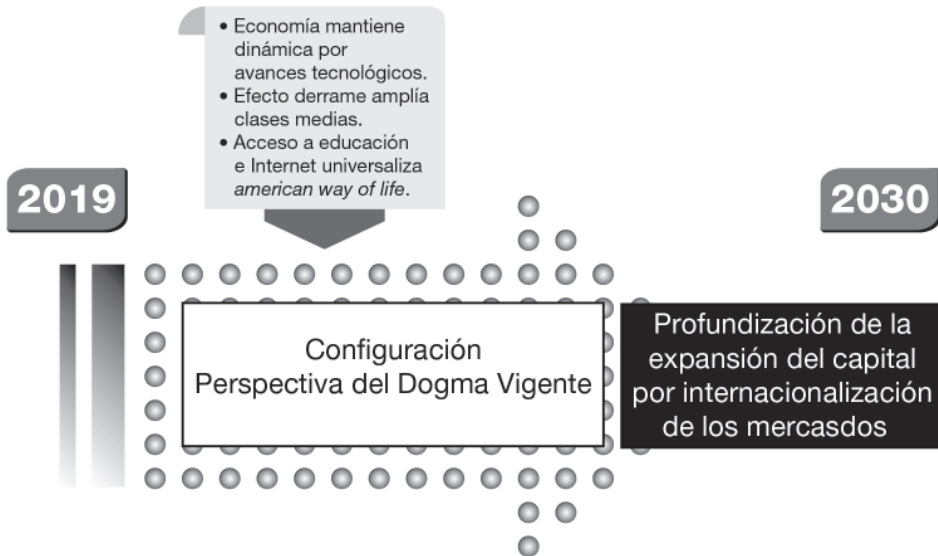 • Economía mantiene
dinámica por
avances tecnológicos.
• Efecto derrame amplía
clases medias.
• Acceso a educación
e Internet universaliza
american way of life.
2019
2030
Configuración
Perspectiva del Dogma Vigente
Profundización de la
expansión del capital
por internacionalización
de los mercasdos